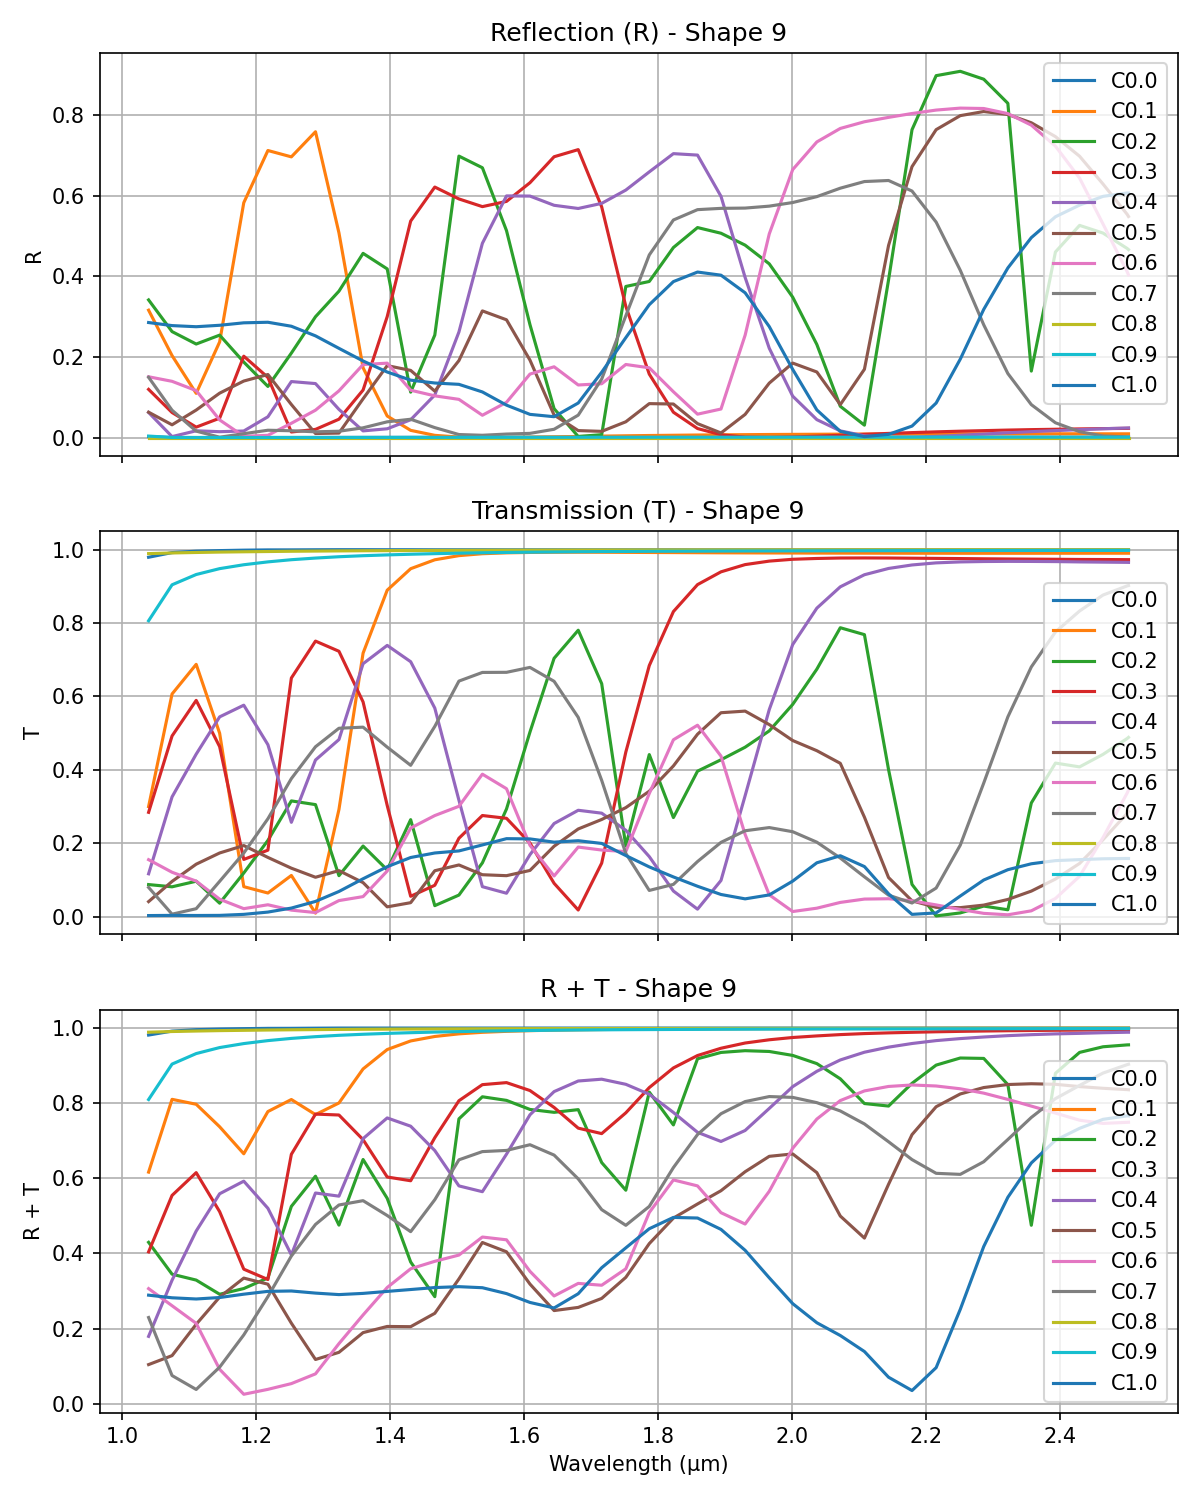 Reflection (R) - Shape 9
R
0.8
0.6
0.4
0.2
0.0
C0.0
C0.1
C0.2
C0.3
C0.4
C0.5
C0.6
C0.7
C0.8
C0.9
C1.0
Transmission (T) - Shape 9
T
1.0
0.8
0.6
0.4
0.2
0.0
C0.0
C0.1
C0.2
C0.3
C0.4
C0.5
C0.6
C0.7
C0.8
C0.9
C1.0
R + T - Shape 9
R + T
1.0
0.8
0.6
0.4
0.2
0.0
C0.0
C0.1
C0.2
C0.3
C0.4
C0.5
C0.6
C0.7
C0.8
C0.9
C1.0
1.0 1.2 1.4 1.6 1.8 2.0 2.2 2.4
Wavelength (μm)